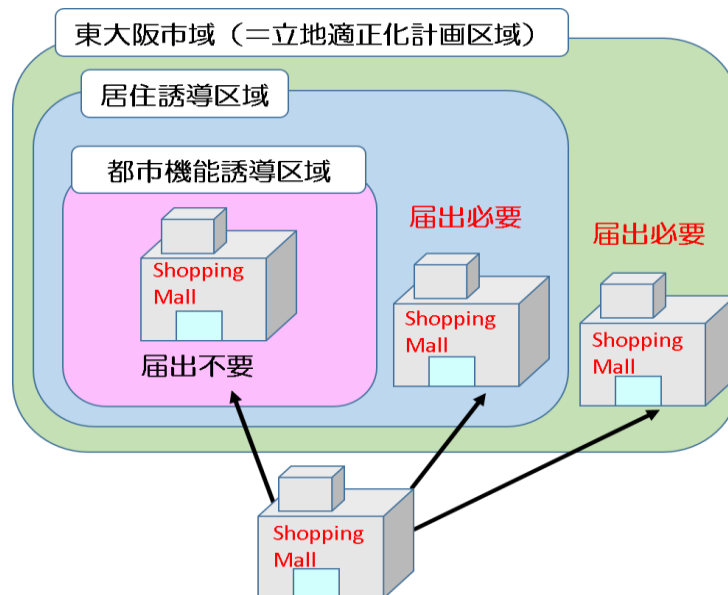 東大阪市域（＝立地適正化計画区域）
居住誘導区域
都市機能誘導区域
届出必要
届出必要
Shopping
Mall
Shopping
Mall
Shopping
Mall
届出不要
Shopping
Mall